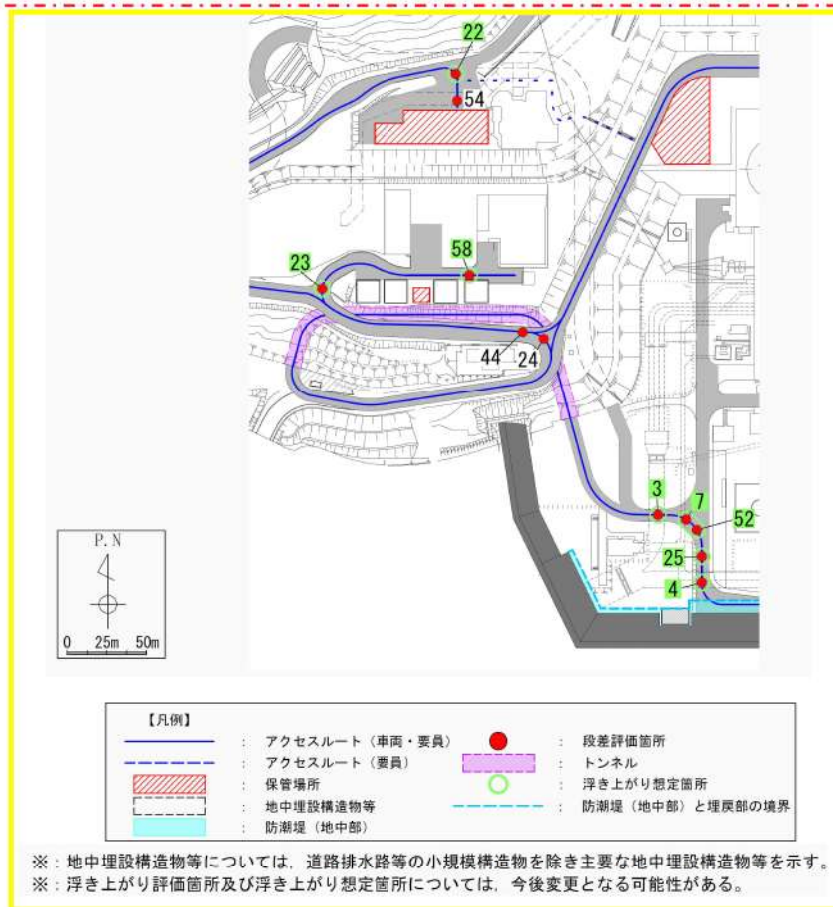 22
54
58
23
44
24
3
7
52
25
4
P.N
0 25m 50m
【凡例】
: アクセスルート（車両・要員）
: 段差評価箇所
: アクセスルート（要員）
: トンネル
: 保管場所
: 浮き上がり想定箇所
: 地中埋設構造物等
: 防潮堤（地中部）と埋戻部の境界
: 防潮堤（地中部）
※：地中埋設構造物等については，道路排水路等の小規模構造物を除き主要な地中埋設構造物等を示す。
※：浮き上がり評価箇所及び浮き上がり想定箇所については，今後変更となる可能性がある。